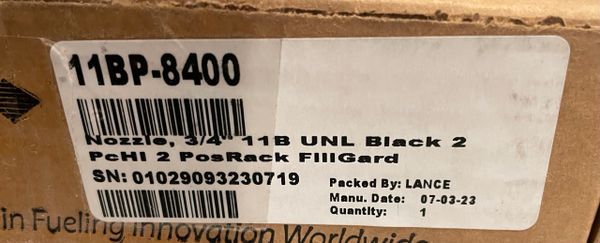 11BP-8400
Nozzle, 3/4" 11B UNL Black 2
PcHI 2 PosRack FillGard
SN: 01029093230719
Packed By: LANCE
Manu. Date: 07-03-23
Quantity: 1
in Fueling Innovation Worldwide